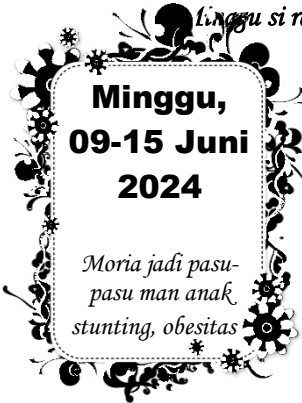 Minggu,
09-15 Juni
2024
Moria jadi pasu-
pasu man anak
stunting, obesitas